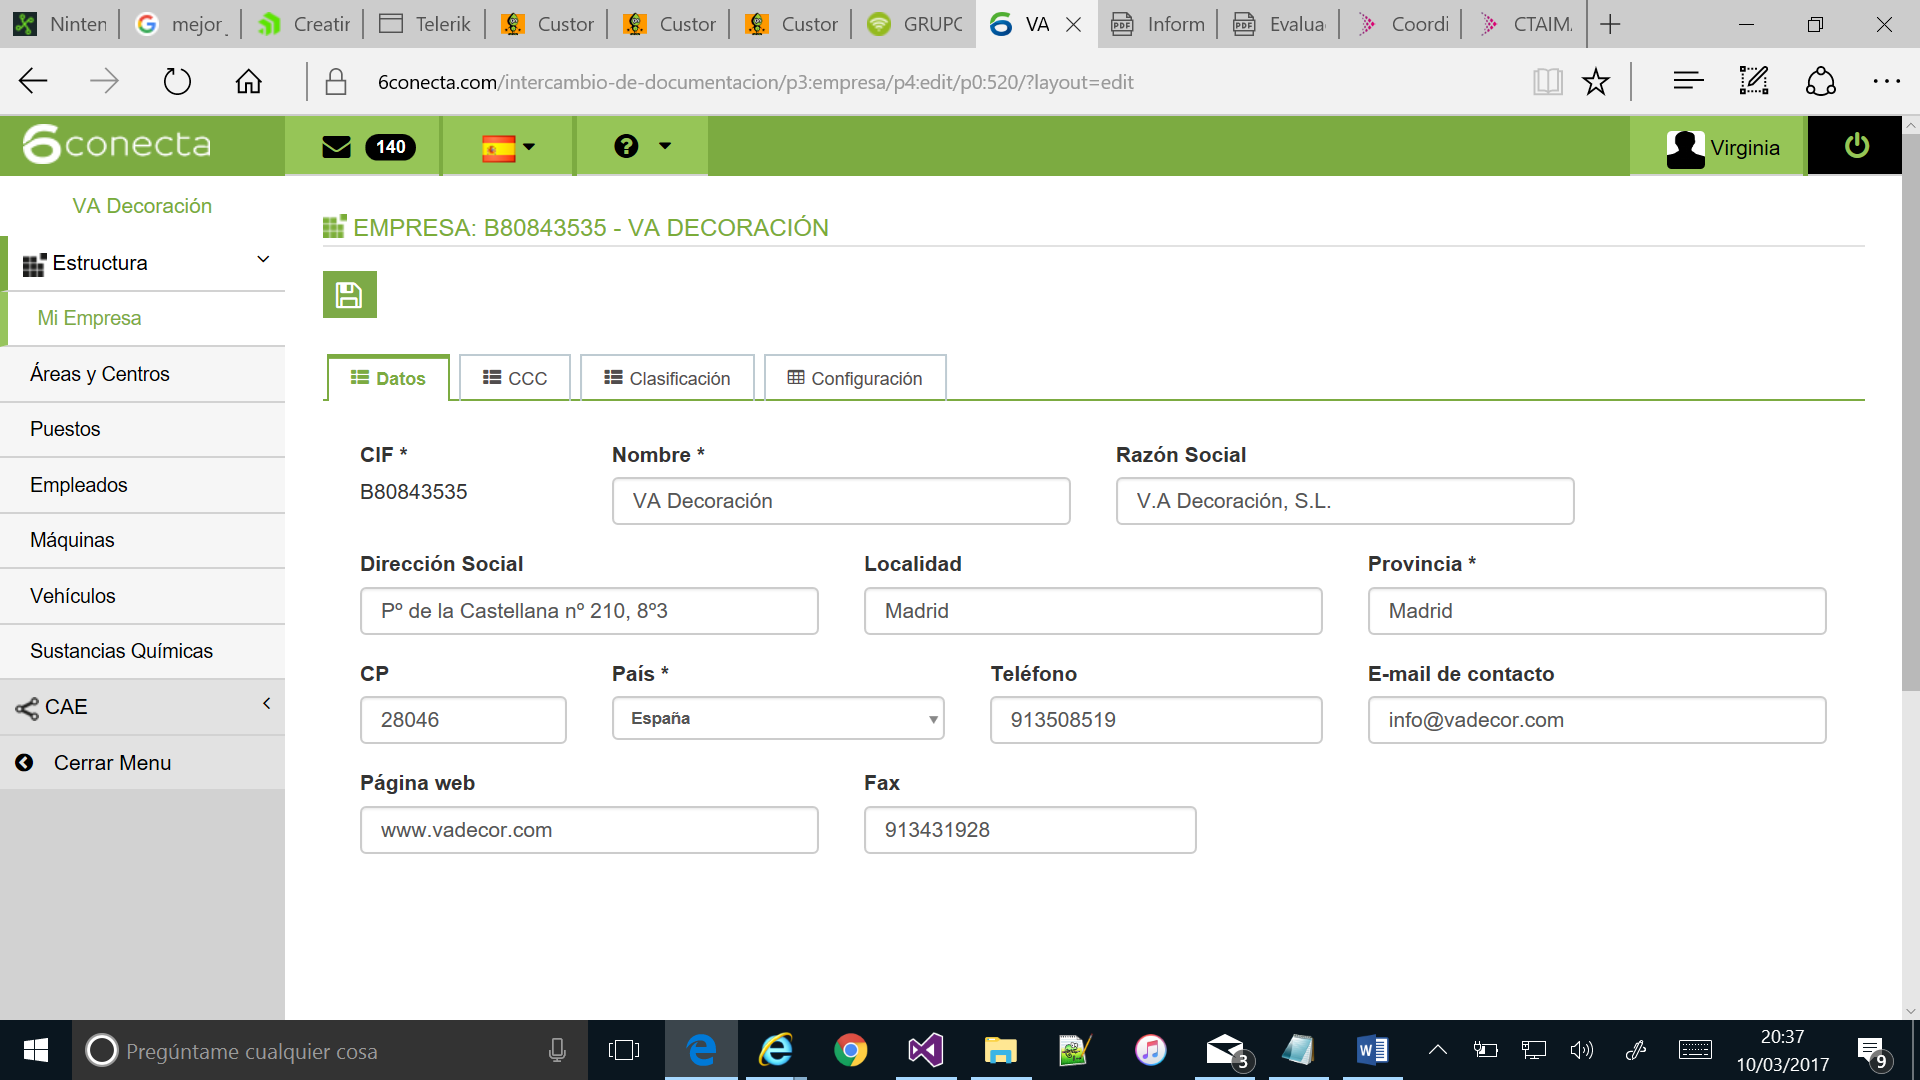 Ninten
mejor_
Creatin
Telerik
Custor
Custor
Custor
GRUPC
VA
Inform
Evalua
Coordi
CTAIM
6conecta.com/intercambio-de-documentacion/p3:empresa/p4:edit/p0:520/?layout=edit
6conecta
140
Virginia
VA Decoración
Estructura
Mi Empresa
Áreas y Centros
Puestos
Empleados
Máquinas
Vehículos
Sustancias Químicas
CAE
Cerrar Menu
EMPRESA: B80843535 - VA DECORACIÓN
Datos
CCC
Clasificación
Configuración
CIF *
Nombre *
Razón Social
B80843535
VA Decoración
V.A Decoración, S.L.
Dirección Social
Localidad
Provincia *
Pº de la Castellana nº 210, 8º3
Madrid
Madrid
CP
País *
Teléfono
E-mail de contacto
28046
España
913508519
info@vadecor.com
Página web
Fax
www.vadecor.com
913431928
Pregúntame cualquier cosa
3
20:37
10/03/2017
9